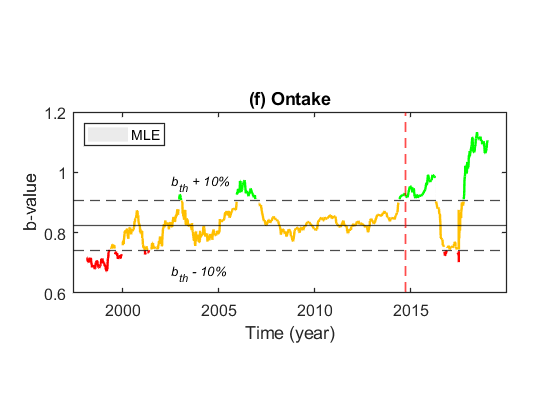 (f) Ontake
1.2
MLE
1
b_th + 10%
b-value
0.8
b_th - 10%
0.6
2000 2005 2010 2015
Time (year)